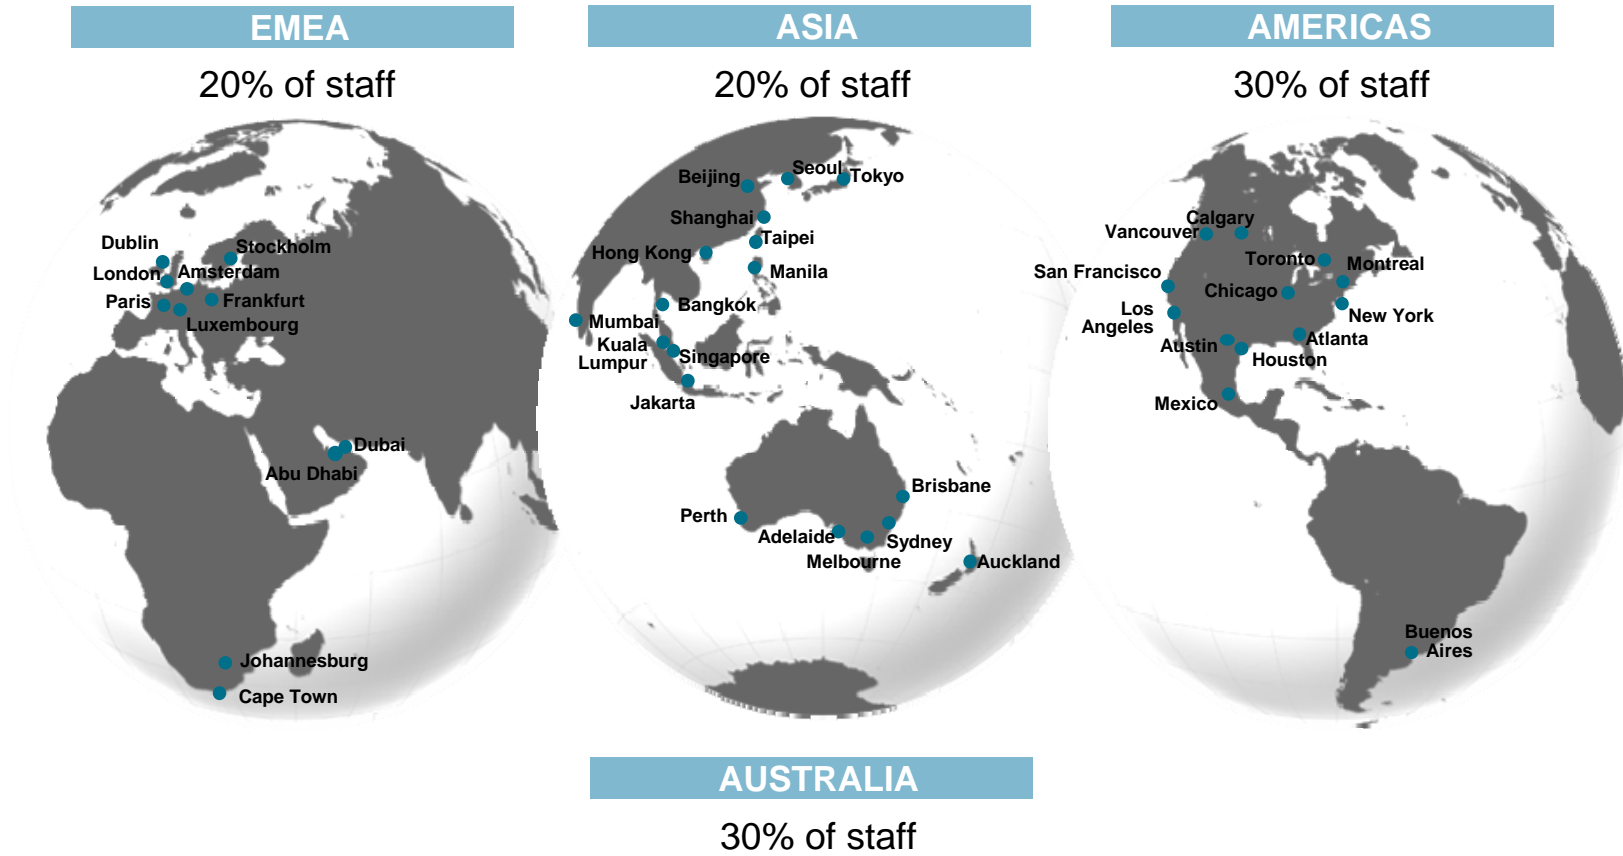 EMEA
20% of staff
Dublin
Stockholm
London
Amsterdam
Paris
Frankfurt
Luxembourg
Dubai
Abu Dhabi
Johannesburg
Cape Town
ASIA
20% of staff
Seoul
Beijing
Tokyo
Shanghai
Taipei
Hong Kong
Manila
Bangkok
Mumbai
Kuala
Lumpur
Singapore
Jakarta
Brisbane
Perth
Adelaide
Sydney
Melbourne
Auckland
AMERICAS
30% of staff
Calgary
Vancouver
Toronto
Montreal
San Francisco
Chicago
Los
Angeles
New York
Austin
Atlanta
Houston
Mexico
Buenos
Aires
AUSTRALIA
30% of staff